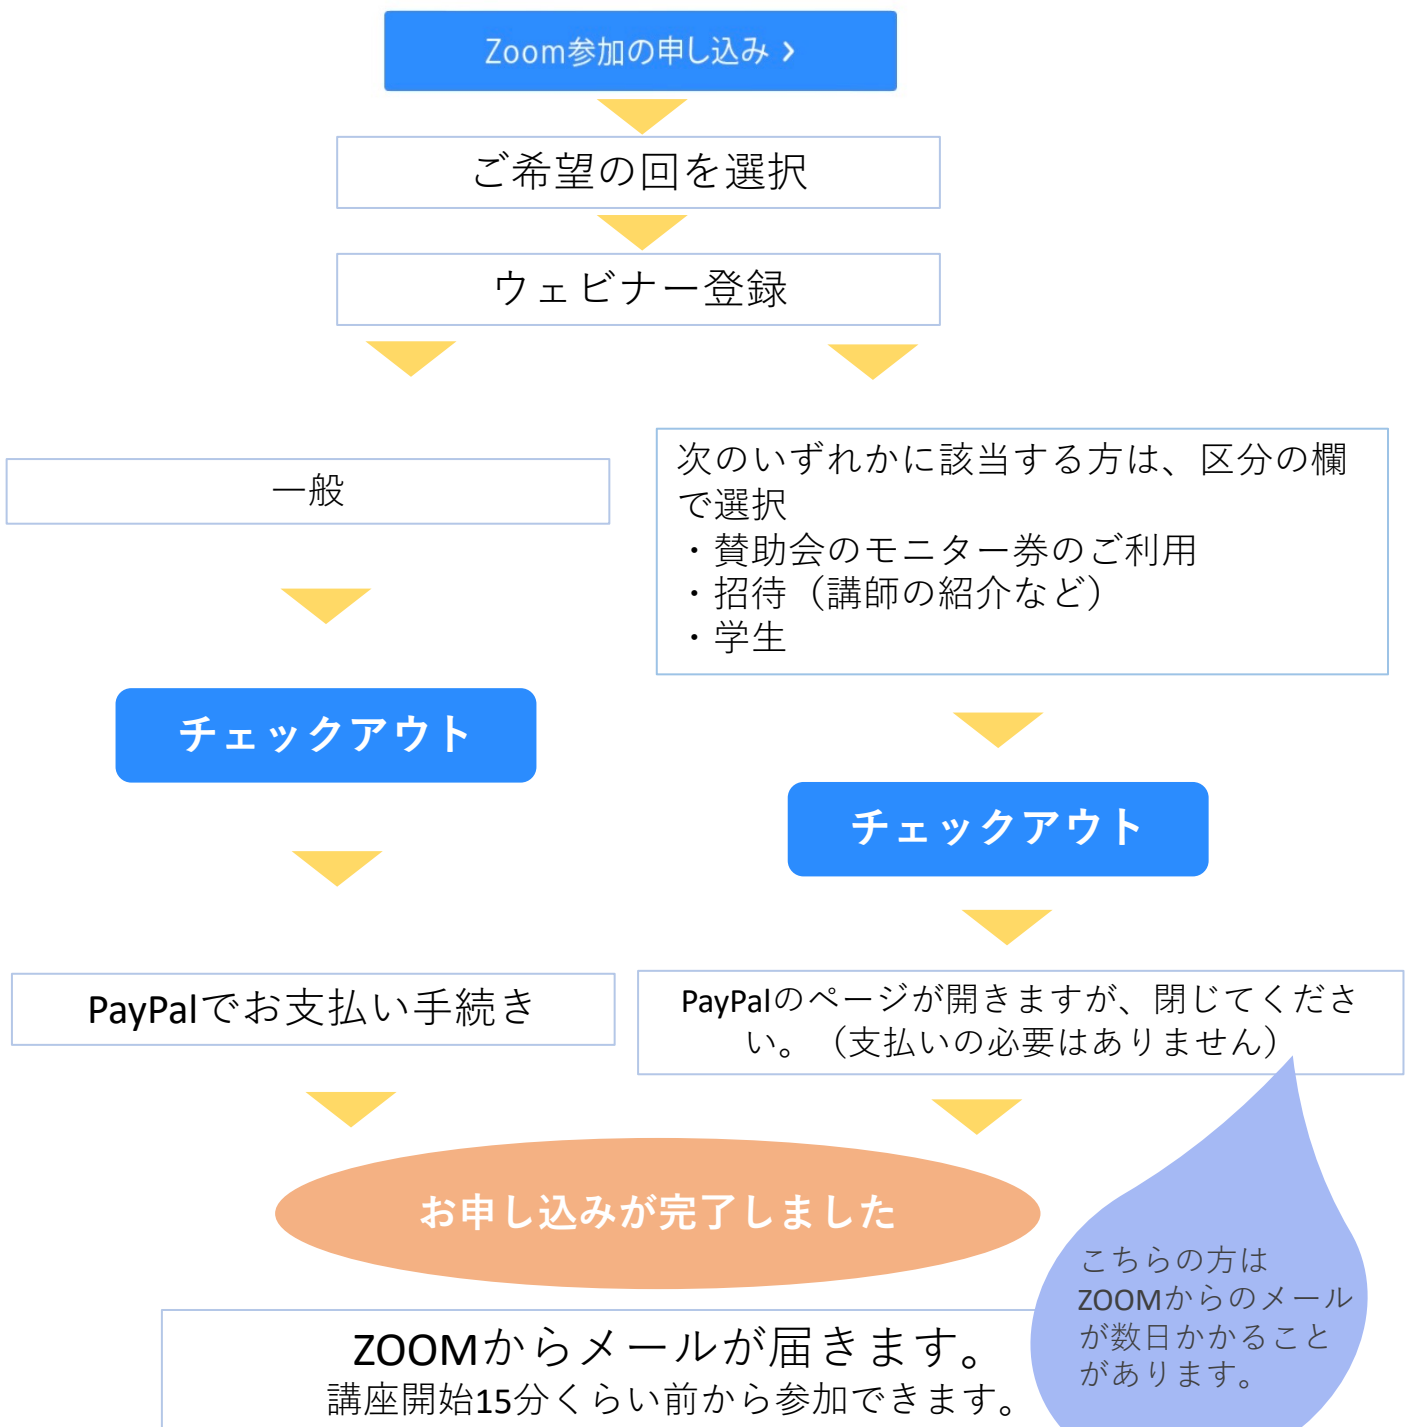 Zoom参加の申し込み >
ご希望の回を選択
ウェビナー登録
一般
次のいずれかに該当する方は、区分の欄
で選択
・賛助会のモニター券のご利用
・招待（講師の紹介など）
・学生
チェックアウト
チェックアウト
PayPalでお支払い手続き
PayPalのページが開きますが、閉じてくださ
い。（支払いの必要はありません）
お申し込みが完了しました
こちらの方は
ZOOMからのメール
が数日かかること
があります。
ZOOMからメールが届きます。
講座開始15分くらい前から参加できます。